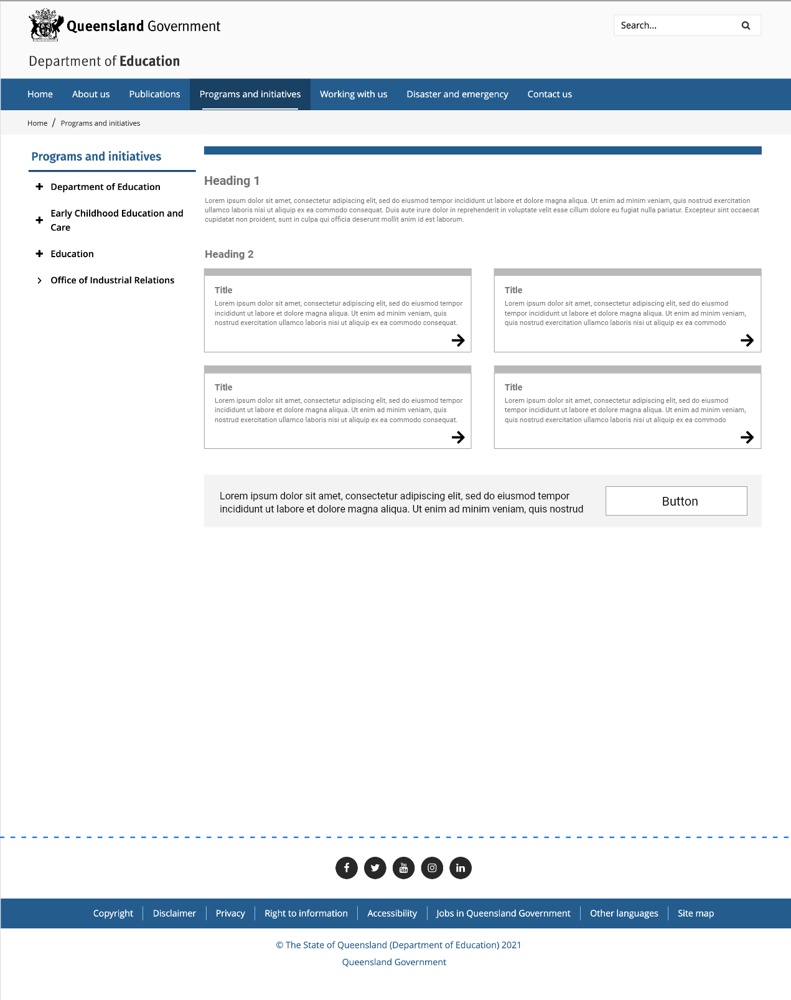 Queensland Government
Search...
Department of Education
Home About us Publications Programs and initiatives Working with us Disaster and emergency Contact us
Home / Programs and initiatives
Programs and initiatives
Department of Education
Early Childhood Education and
Care
Education
Office of Industrial Relations
Heading 1
Lorem ipsum dolor sit amet, consectetur adipiscing elit, sed do eiusmod tempor incididunt ut labore et dolore magna aliqua. Ut enim ad minim veniam, quis nostrud exercitation
ullamco laboris nisi ut aliquip ex ea commodo consequat. Duis aute irure dolor in reprehenderit in voluptate velit esse cillum dolore eu fugiat nulla pariatur. Excepteur sint occaecat
cupidatat non proident, sunt in culpa qui officia deserunt mollit anim id est laborum.
Heading 2
Title
Lorem ipsum dolor sit amet, consectetur adipiscing elit, sed do eiusmod tempor
incididunt ut labore et dolore magna aliqua. Ut enim ad minim veniam, quis
nostrud exercitation ullamco laboris nisi ut aliquip ex ea commodo consequat.
Title
Lorem ipsum dolor sit amet, consectetur adipiscing elit, sed do eiusmod
tempor incididunt ut labore et dolore magna aliqua. Ut enim ad minim veniam,
quis nostrud exercitation ullamco laboris nisi ut aliquip ex ea commodo
Title
Lorem ipsum dolor sit amet, consectetur adipiscing elit, sed do eiusmod tempor
incididunt ut labore et dolore magna aliqua. Ut enim ad minim veniam, quis
nostrud exercitation ullamco laboris nisi ut aliquip ex ea commodo consequat.
Title
Lorem ipsum dolor sit amet, consectetur adipiscing elit, sed do eiusmod
tempor incididunt ut labore et dolore magna aliqua. Ut enim ad minim veniam,
quis nostrud exercitation ullamco laboris nisi ut aliquip ex ea commodo
Lorem ipsum dolor sit amet, consectetur adipiscing elit, sed do eiusmod tempor
incididunt ut labore et dolore magna aliqua. Ut enim ad minim veniam, quis nostrud
Button
You Tube
Copyright Disclaimer Privacy Right to information Accessibility Jobs in Queensland Government Other languages Site map
© The State of Queensland (Department of Education) 2021
Queensland Government